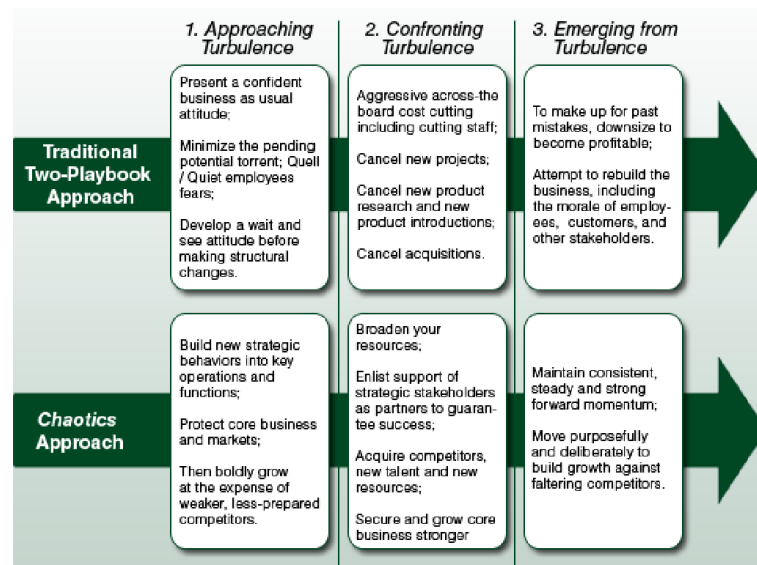 1. Approaching
Turbulence
2. Confronting
Turbulence
3. Emerging from
Turbulence
Traditional
Two-Playbook
Approach
Present a confident
business as usual
attitude;
Minimize the pending
potential torrent; Quell
/ Quiet employees
fears;
Develop a wait and
see attitude before
making structural
changes.
Aggressive across-the
board cost cutting
including cutting staff;
Cancel new projects;
Cancel new product
research and new
product introductions;
Cancel acquisitions.
To make up for past
mistakes, downsize to
become profitable;
Attempt to rebuild the
business, including
the morale of employ-
ees, customers, and
other stakeholders.
Chaotics
Approach
Build new strategic
behaviors into key
operations and
functions;
Protect core business
and markets;
Then boldly grow
at the expense of
weaker, less-prepared
competitors.
Broaden your
resources;
Enlist support of
strategic stakeholders
as partners to guaran-
tee success;
Acquire competitors,
new talent and new
resources;
Secure and grow core
business stronger
Maintain consistent,
steady and strong
forward momentum;
Move purposefully
and deliberately to
build growth against
faltering competitors.